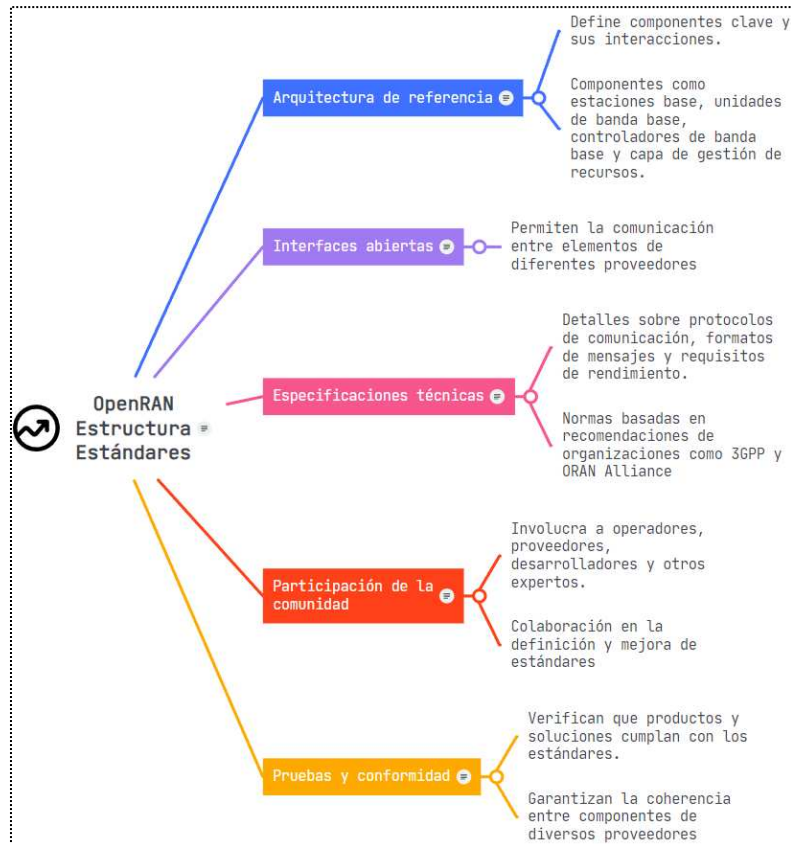 OpenRAN
Estructura
Estándares
Arquitectura de referencia
Define componentes clave y
sus interacciones.
Componentes como
estaciones base, unidades
de banda base,
controladores de banda
base y capa de gestión de
recursos.
Interfaces abiertas
Permiten la comunicación
entre elementos de
diferentes proveedores
Especificaciones técnicas
Detalles sobre protocolos
de comunicación, formatos
de mensajes y requisitos
de rendimiento.
Normas basadas en
recomendaciones de
organizaciones como 3GPP y
ORAN Alliance
Participación de la
comunidad
Involucra a operadores,
proveedores,
desarrolladores y otros
expertos.
Colaboración en la
definición y mejora de
estándares
Pruebas y conformidad
Verifican que productos y
soluciones cumplan con los
estándares.
Garantizan la coherencia
entre componentes de
diversos proveedores